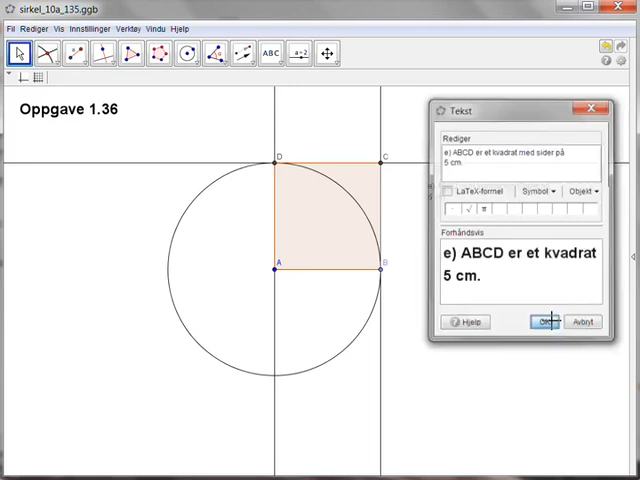 sirkel_10a_135.ggb
Fil Rediger Vis Innstillinger Verktøy Vindu Hjelp
ABC
a=2
Oppgave 1.36
D
C
A
B
Tekst
Rediger
e) ABCD er et kvadrat med sider på
5 cm.
LaTeX-formel Symbol Objekt
√ π
Forhåndsvis
e) ABCD er et kvadrat
5 cm.
Hjelp OK Avbryt